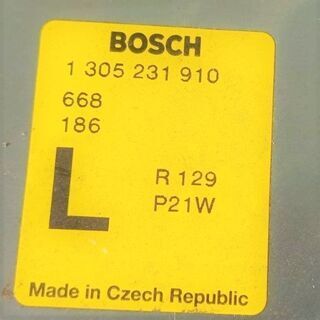 BOSCH
1 305 231 910
668
186
L
R 129
P21W
Made in Czech Republic